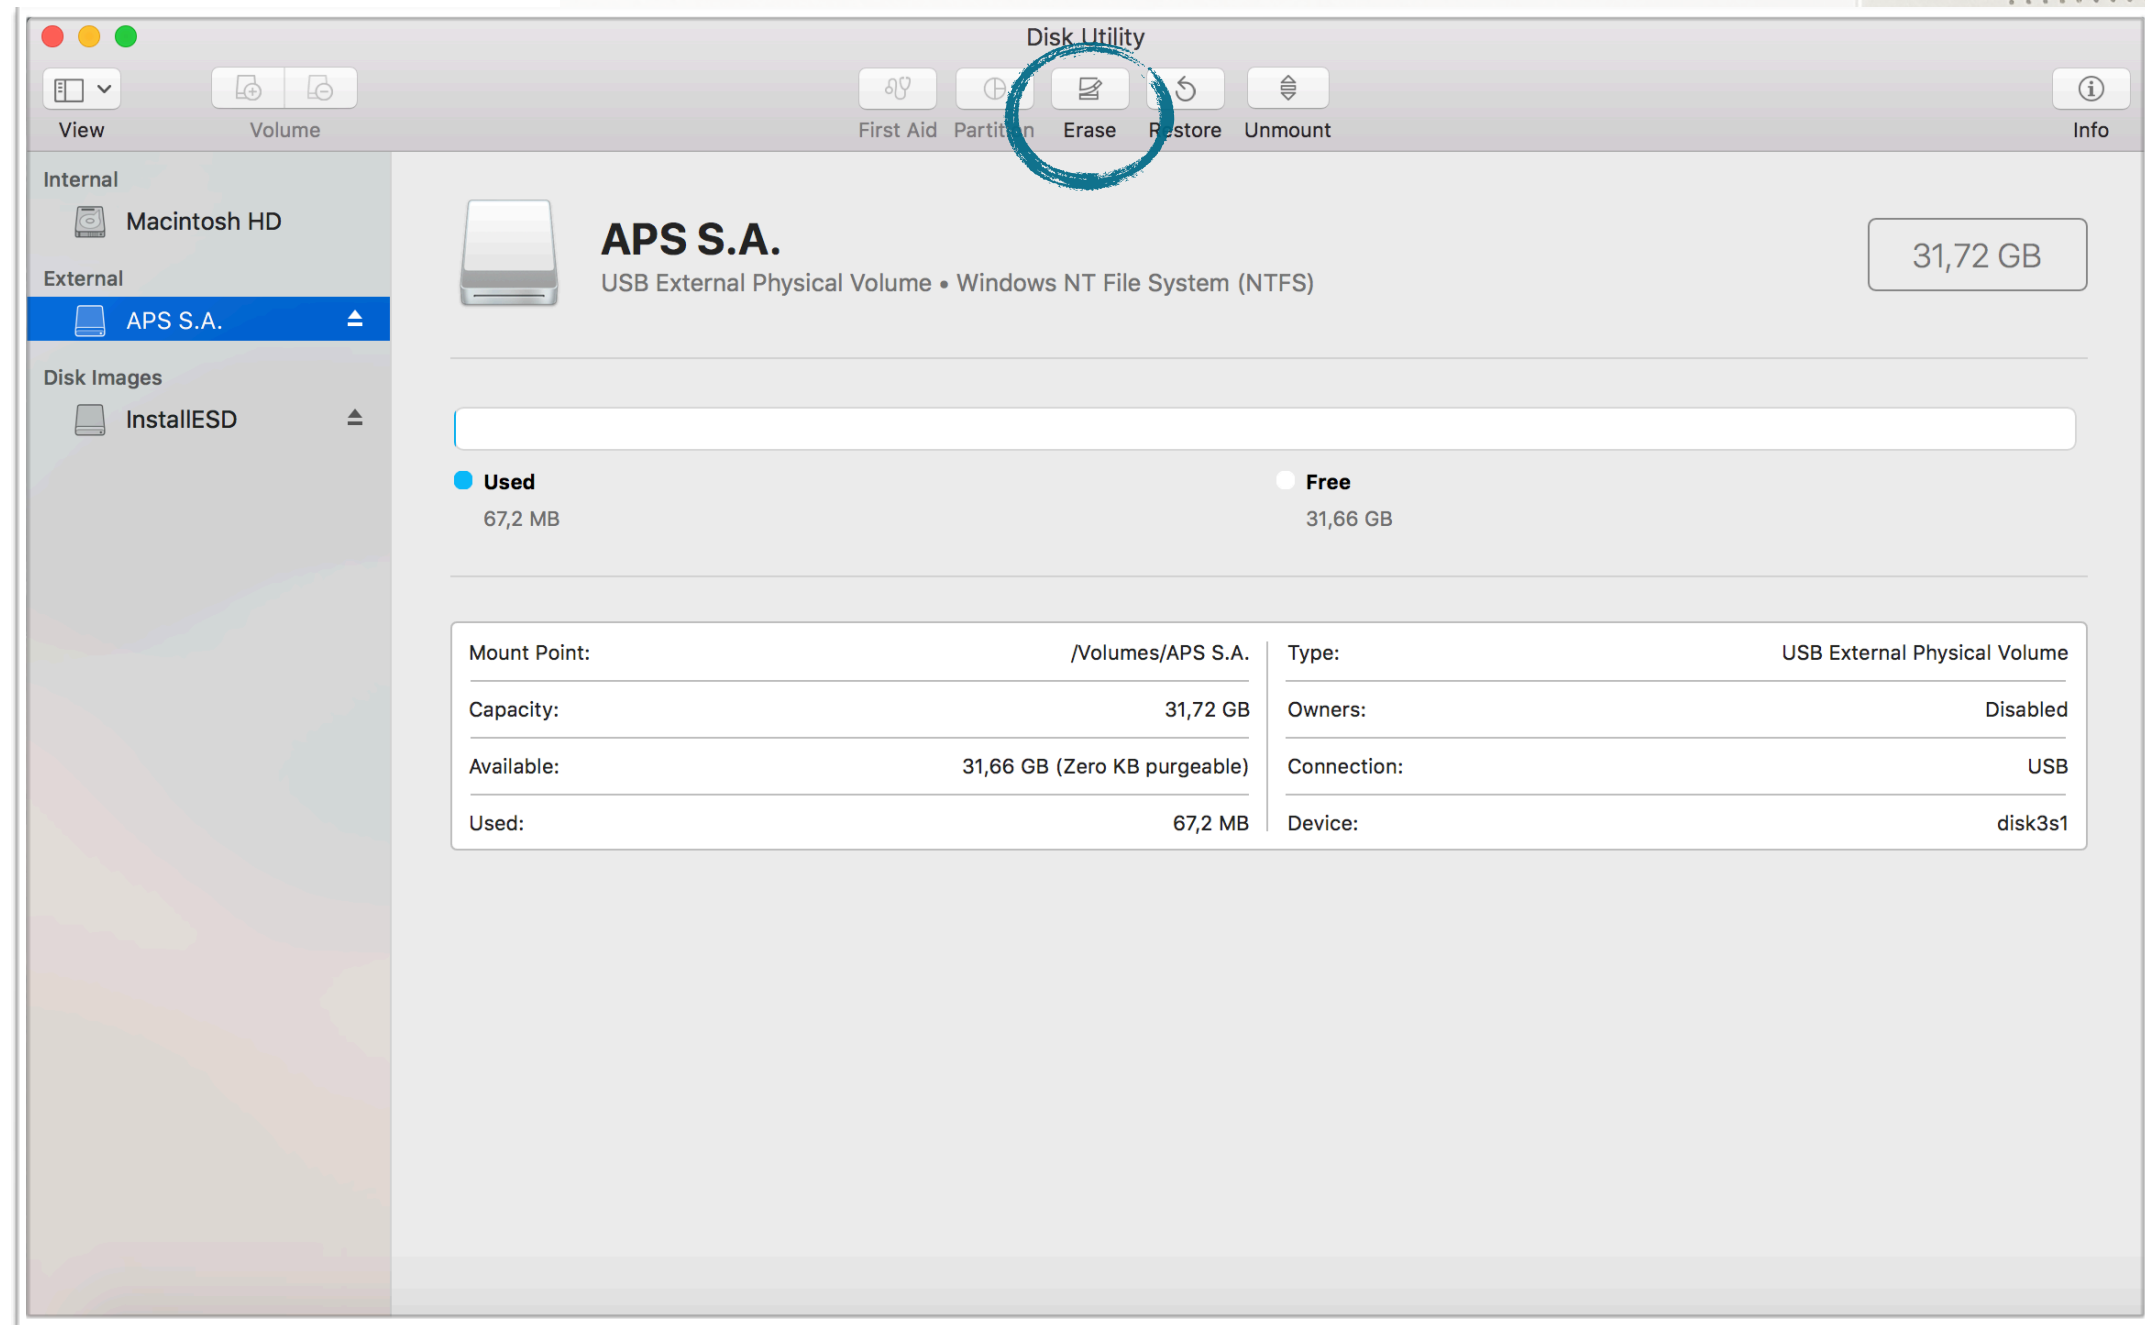 Disk Utility
View
Volume
First Aid
Partition
Erase
Restore
Unmount
Info
Internal
Macintosh HD
External
APS S.A.
Disk Images
InstallESD
APS S.A.
USB External Physical Volume • Windows NT File System (NTFS)
31,72 GB
Used
67,2 MB
Free
31,66 GB
Mount Point: /Volumes/APS S.A.
Capacity: 31,72 GB
Available: 31,66 GB (Zero KB purgeable)
Used: 67,2 MB
Type: USB External Physical Volume
Owners: Disabled
Connection: USB
Device: disk3s1